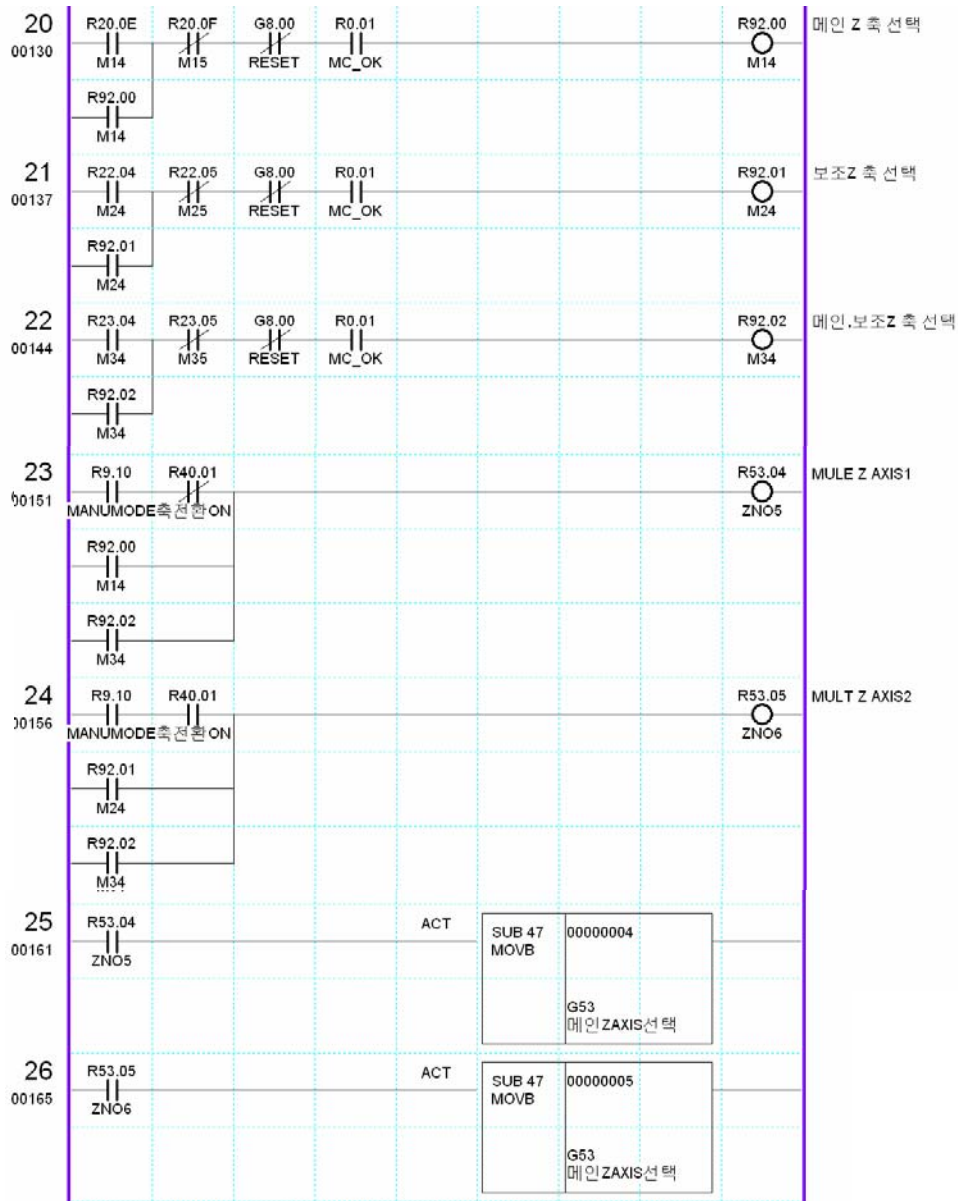 20 R20.0E R20.0F G8.00 R0.01 R92.00 메인 Z 축 선택
00130 M14 M15 RESET MC_OK M14
R92.00
M14
21 R22.04 R22.05 G8.00 R0.01 R92.01 보조Z 축 선택
00137 M24 M25 RESET MC_OK M24
R92.01
M24
22 R23.04 R23.05 G8.00 R0.01 R92.02 메인.보조Z 축 선택
00144 M34 M35 RESET MC_OK M34
R92.02
M34
23 R9.10 R40.01 R53.04 MULE Z AXIS1
00151 MANUMODE축전환ON ZNO5
R92.00
M14
R92.02
M34
24 R9.10 R40.01 R53.05 MULT Z AXIS2
00156 MANUMODE축전환ON ZNO6
R92.01
M24
R92.02
M34
25 R53.04 ACT SUB 47 00000004
00161 ZNO5 MOVB
G53
메인ZAXIS선택
26 R53.05 ACT SUB 47 00000005
00165 ZNO6 MOVB
G53
메인ZAXIS선택